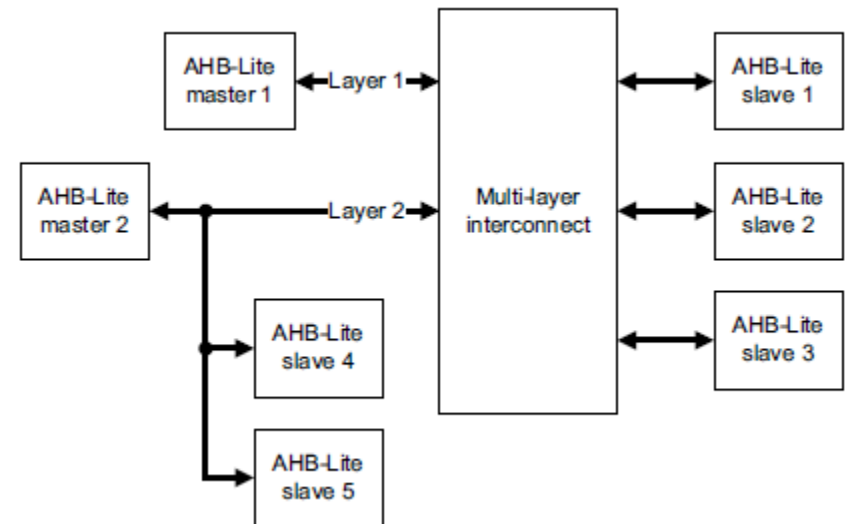 AHB-Lite
master 1
Layer 1
AHB-Lite
slave 1
AHB-Lite
master 2
Layer 2
Multi-layer
interconnect
AHB-Lite
slave 2
AHB-Lite
slave 3
AHB-Lite
slave 4
AHB-Lite
slave 5